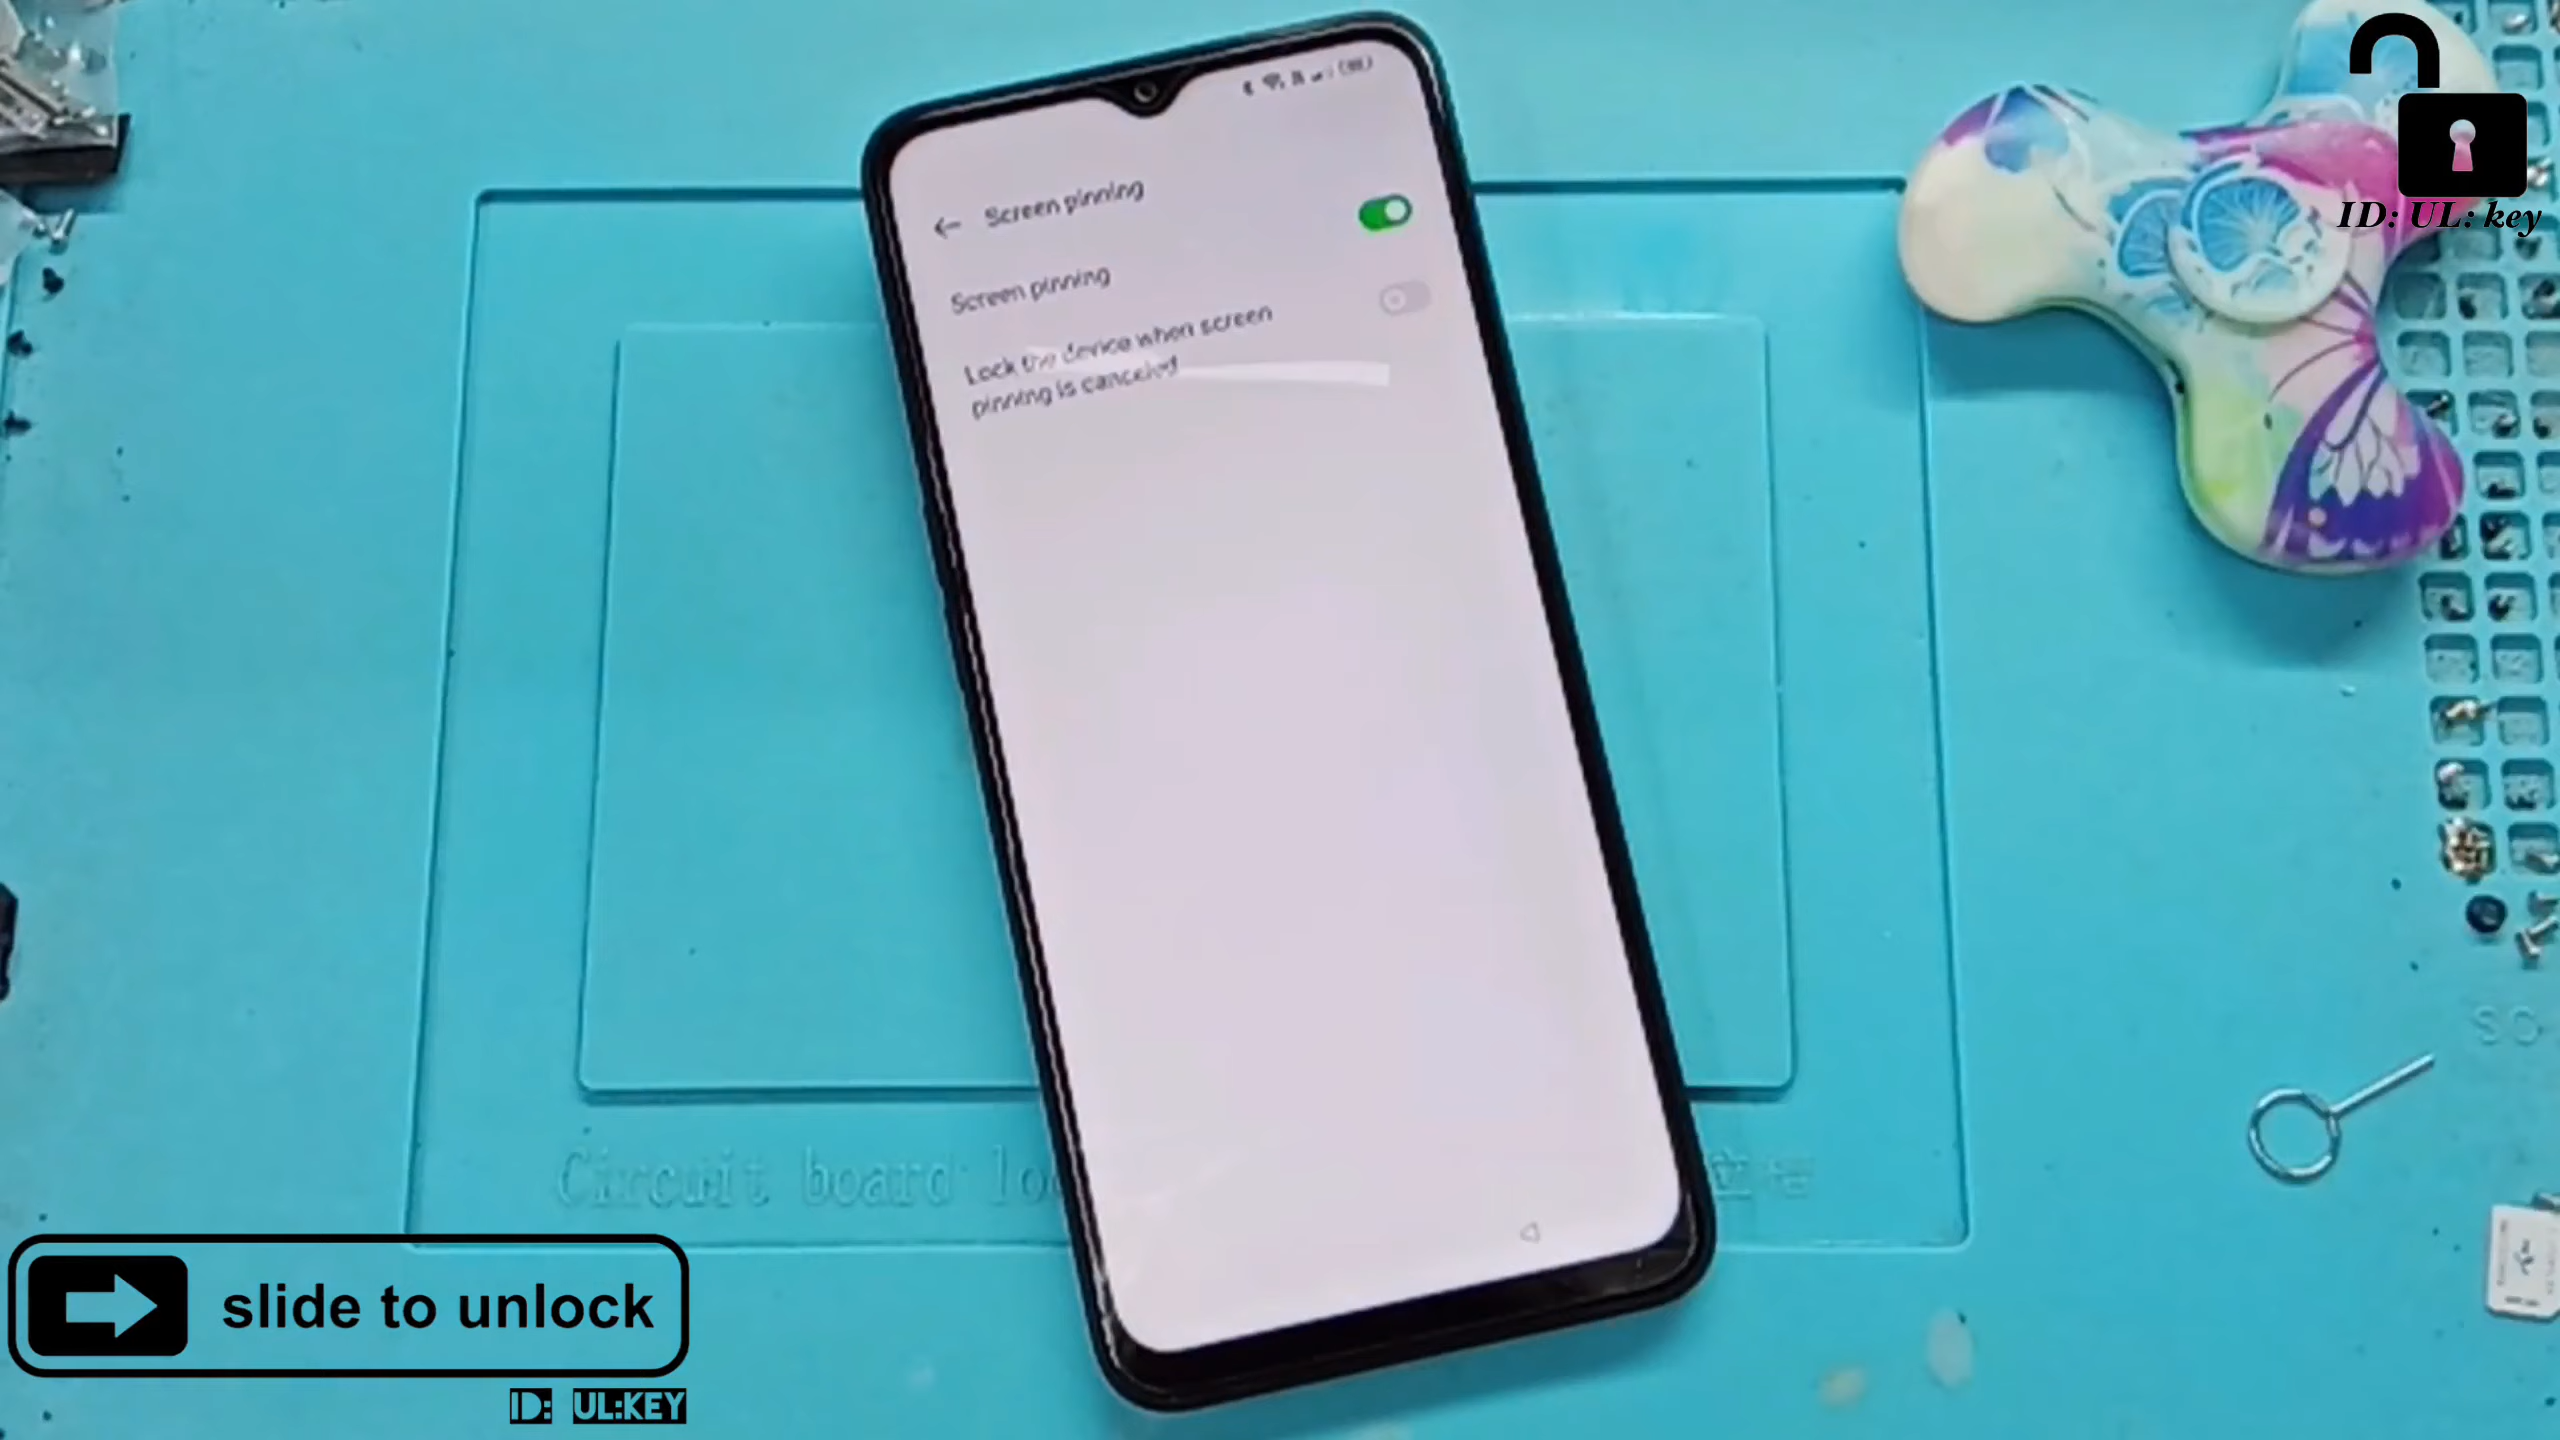 ID: UL: key
Screen pinning
Screen pinning
Lock the device when screen
pinning is canceled
Circuit board
slide to unlock
ID: UL:KEY